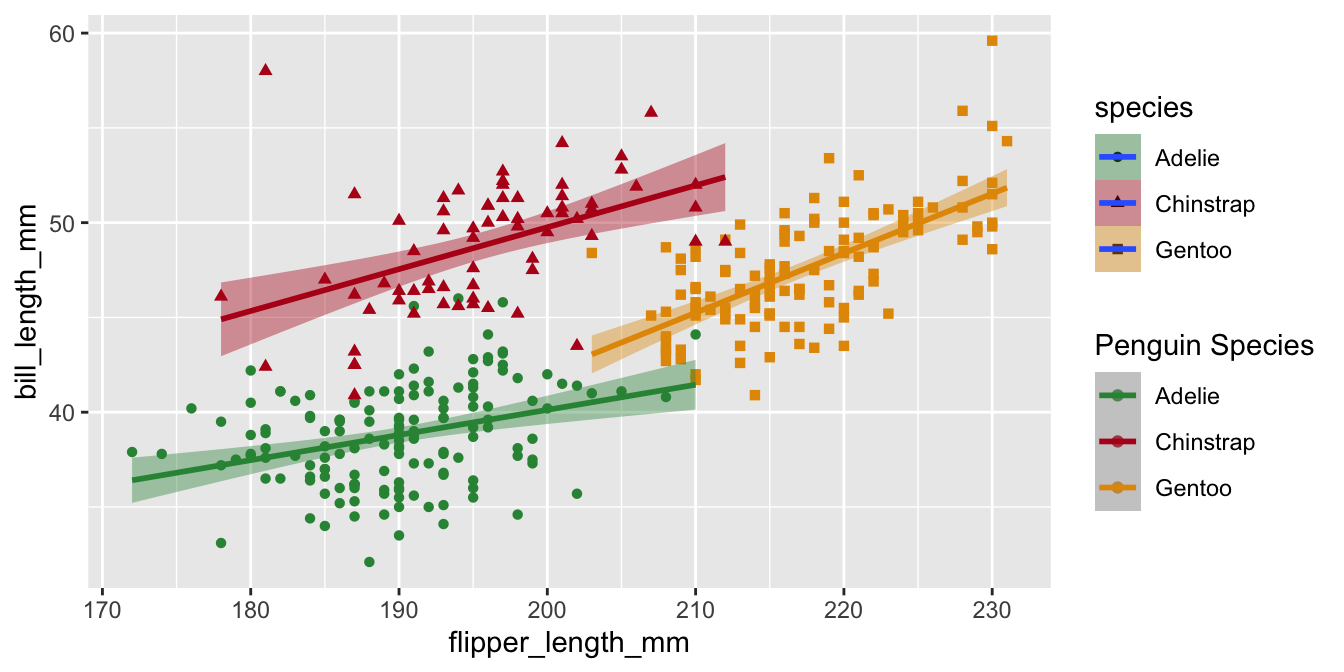 60
50
40
170
180
190
200
210
220
230
flipper_length_mm
bill_length_mm
species
Adelie
Chinstrap
Gentoo
Penguin Species
Adelie
Chinstrap
Gentoo